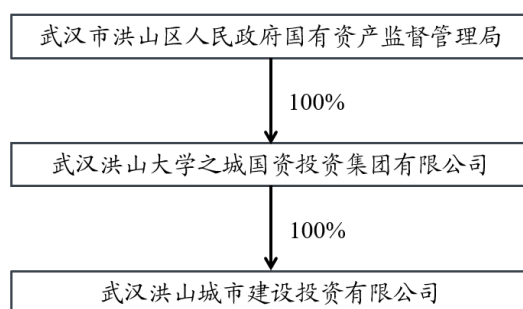 武汉市洪山区人民政府国有资产监督管理局
100%
武汉洪山大学之城国资投资集团有限公司
100%
武汉洪山城市建设投资有限公司